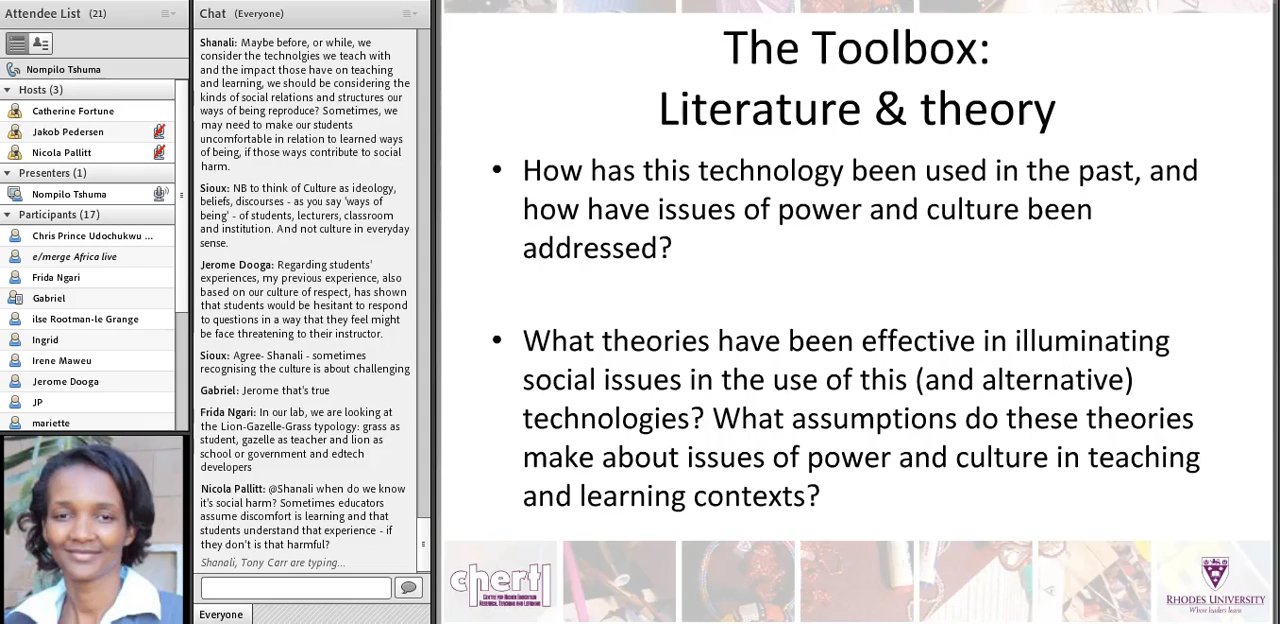 Attendee List (21)
Nompilo Tshuma
Hosts (3)
Catherine Fortune
Jakob Pedersen
Nicola Pallitt
Presenters (1)
Nompilo Tshuma
Participants (17)
Chris Prince Udochukwu ...
e/merge Africa live
Frida Ngari
Gabriel
ilse Rootman-le Grange
Ingrid
Irene Maweu
Jerome Dooga
JP
mariette
Chat (Everyone)
Shanali: Maybe before, or while, we
consider the technolgies we teach with
and the impact those have on teaching
and learning, we should be considering the
kinds of social relations and structures our
ways of being reproduce? Sometimes, we
may need to make our students
uncomfortable in relation to learned ways
of being, if those ways contribute to social
harm.
Sioux: NB to think of Culture as ideology,
beliefs, discourses - as you say 'ways of
being' - of students, lecturers, classroom
and institution. And not culture in everyday
sense.
Jerome Dooga: Regarding students'
experiences, my previous experience, also
based on our culture of respect, has shown
that students would be hesitant to respond
to questions in a way that they feel might
be face threatening to their instructor.
Sioux: Agree- Shanali - sometimes
recognising the culture is about challenging
Gabriel: Jerome that's true
Frida Ngari: In our lab, we are looking at
the Lion-Gazelle-Grass typology: grass as
student, gazelle as teacher and lion as
school or government and edtech
developers
Nicola Pallitt: @Shanali when do we know
it's social harm? Sometimes educators
assume discomfort is learning and that
students understand that experience - if
they don't is that harmful?
Shanali, Tony Carr are typing...
Everyone
The Toolbox:
Literature & theory
• How has this technology been used in the past, and
how have issues of power and culture been
addressed?
• What theories have been effective in illuminating
social issues in the use of this (and alternative)
technologies? What assumptions do these theories
make about issues of power and culture in teaching
and learning contexts?
chertl
CENTRE FOR HIGHER EDUCATION
RESEARCH, TEACHING AND LEARNING
RHODES UNIVERSITY
Where leaders learn